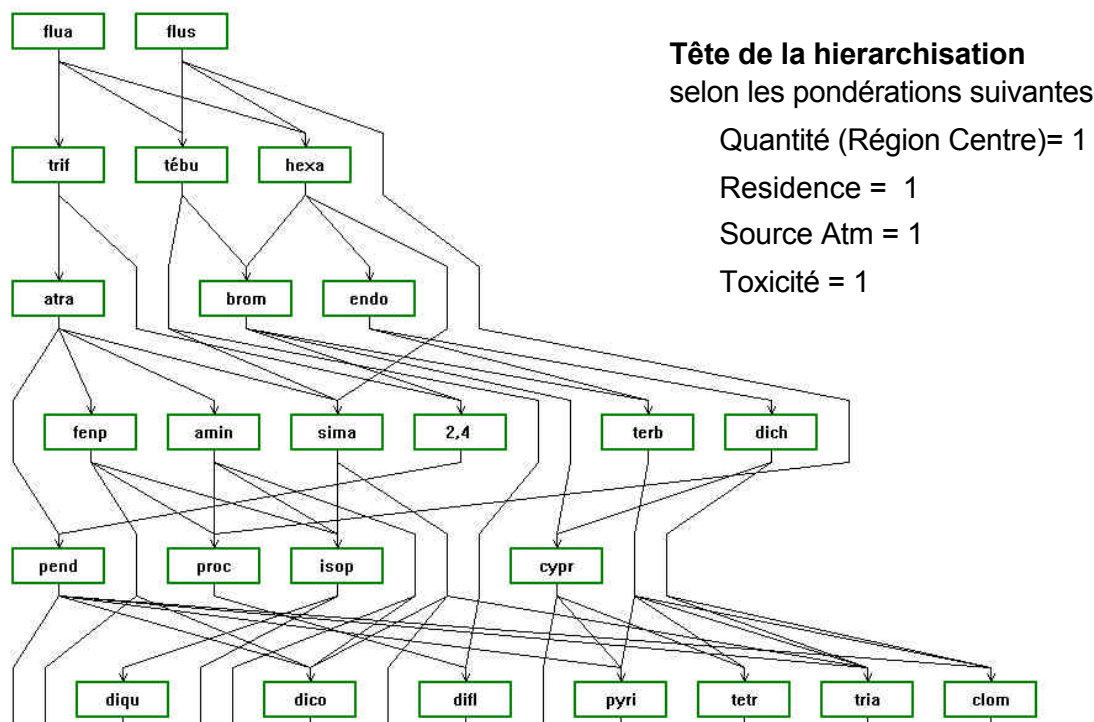 flua flus
Tête de la hierarchisation
selon les pondérations suivantes
Quantité (Région Centre)= 1
Residence = 1
Source Atm = 1
Toxicité = 1
trif tébu hexa
atra brom endo
fenp amin sima 2,4 terb dich
pend proc isop cypr
diqu dico difl pyri tetr tria clom